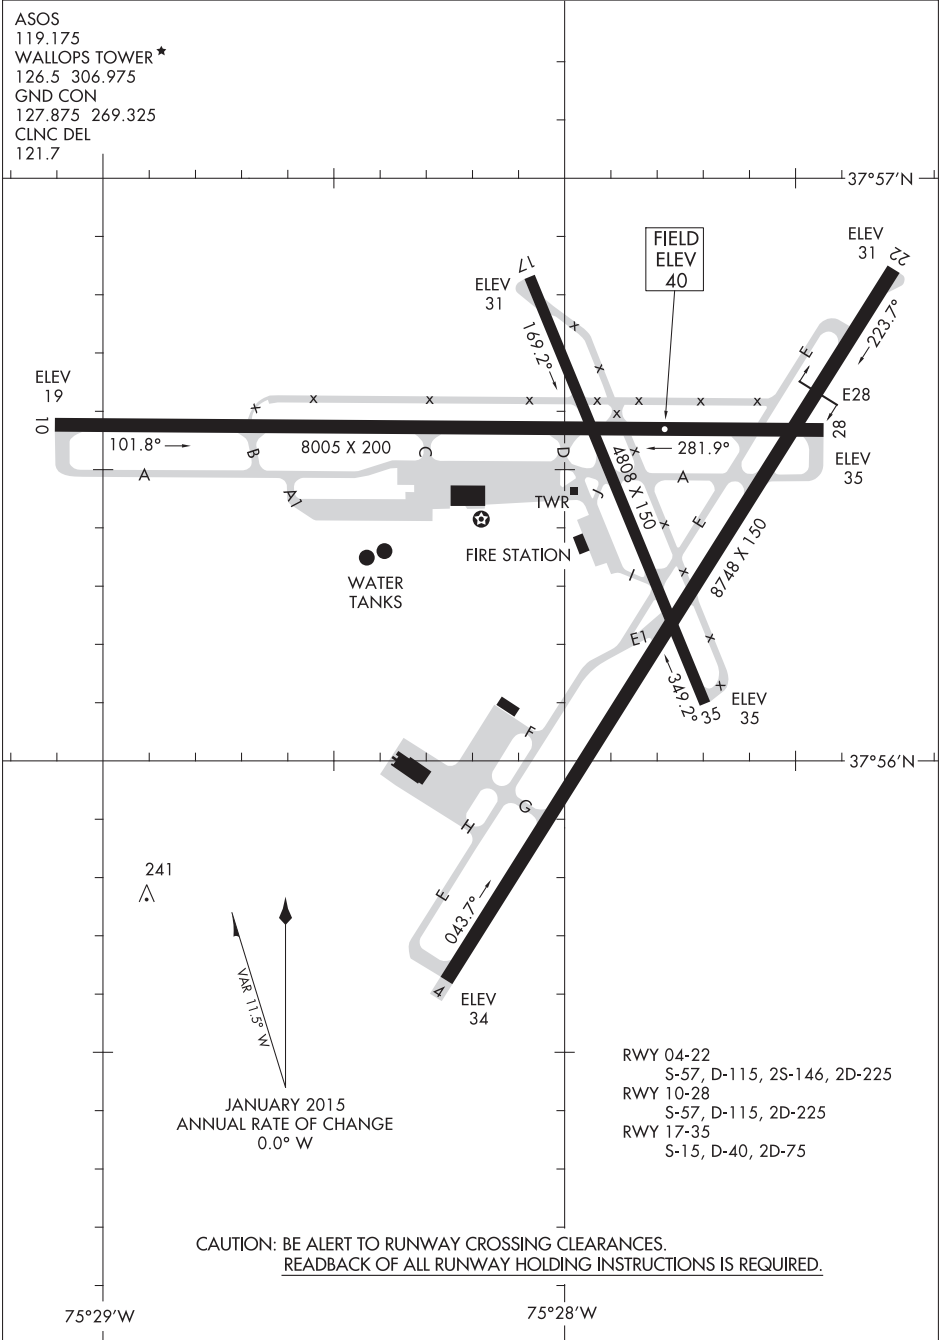 ASOS
119.175
WALLOPS TOWER★
126.5 306.975
GND CON
127.875 269.325
CLNC DEL
121.7
37°57'N
FIELD
ELEV
40
ELEV
31
22
17
ELEV
31
223.7°
169.2°
E
ELEV
19
E28
10
28
101.8°
8005 X 200
281.9°
ELEV
35
A
B
C
D
4808 X 150
A
A1
TWR
J
E
8748 X 150
FIRE STATION
I
WATER
TANKS
E1
349.2°
35
ELEV
35
F
37°56'N
G
H
241
E
043.7°
4
ELEV
34
VAR 11.5° W
JANUARY 2015
ANNUAL RATE OF CHANGE
0.0° W
RWY 04-22
S-57, D-115, 2S-146, 2D-225
RWY 10-28
S-57, D-115, 2D-225
RWY 17-35
S-15, D-40, 2D-75
CAUTION: BE ALERT TO RUNWAY CROSSING CLEARANCES.
READBACK OF ALL RUNWAY HOLDING INSTRUCTIONS IS REQUIRED.
75°29'W
75°28'W